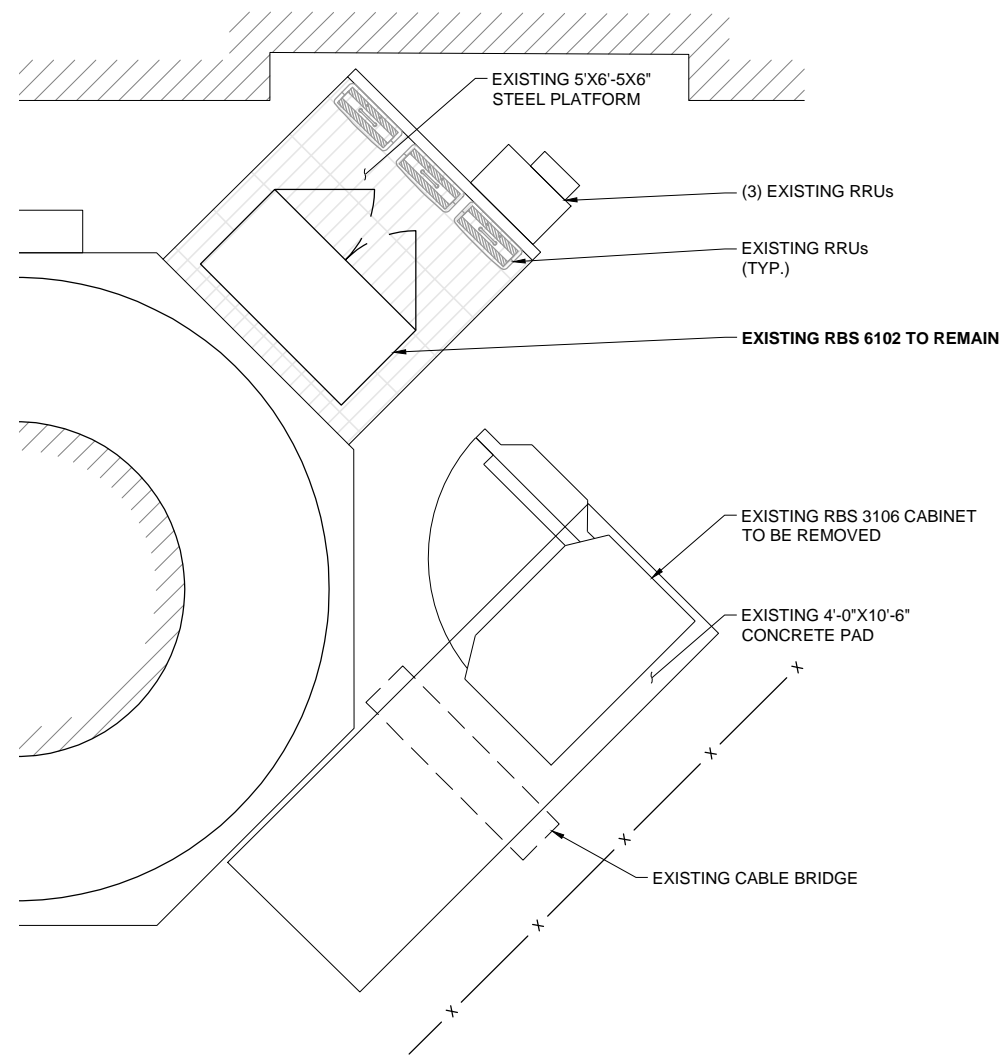 EXISTING 5'X6'-5X6"
STEEL PLATFORM
(3) EXISTING RRUs
EXISTING RRUs
(TYP.)
EXISTING RBS 6102 TO REMAIN
EXISTING RBS 3106 CABINET
TO BE REMOVED
EXISTING 4'-0"X10'-6"
CONCRETE PAD
X
X
X
X
X
EXISTING CABLE BRIDGE